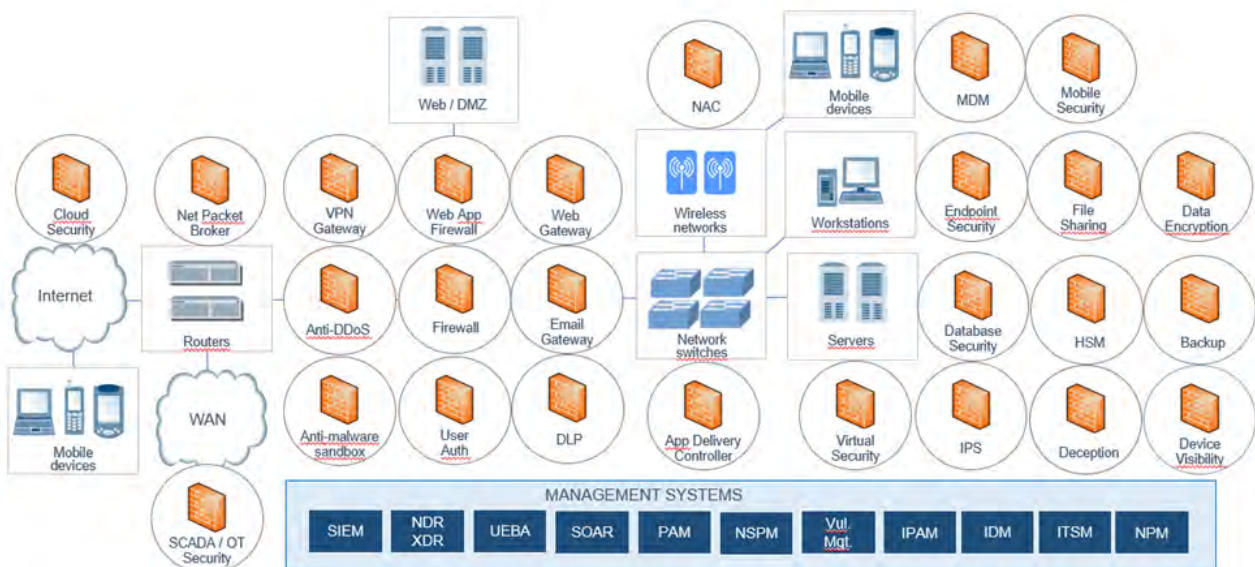 Web / DMZ
NAC
Mobile
devices
MDM
Mobile
Security
Cloud
Security
Net Packet
Broker
VPN
Gateway
Web App
Firewall
Web
Gateway
Wireless
networks
Workstations
Endpoint
Security
File
Sharing
Data
Encryption
Internet
Routers
Anti-DDoS
Firewall
Email
Gateway
Network
switches
Servers
Database
Security
HSM
Backup
Mobile
devices
WAN
Anti-malware
sandbox
User
Auth
DLP
App Delivery
Controller
Virtual
Security
IPS
Deception
Device
Visibility
SCADA / OT
Security
MANAGEMENT SYSTEMS
SIEM
NDR
XDR
UEBA
SOAR
PAM
NSPM
Vul.
Mgt.
IPAM
IDM
ITSM
NPM